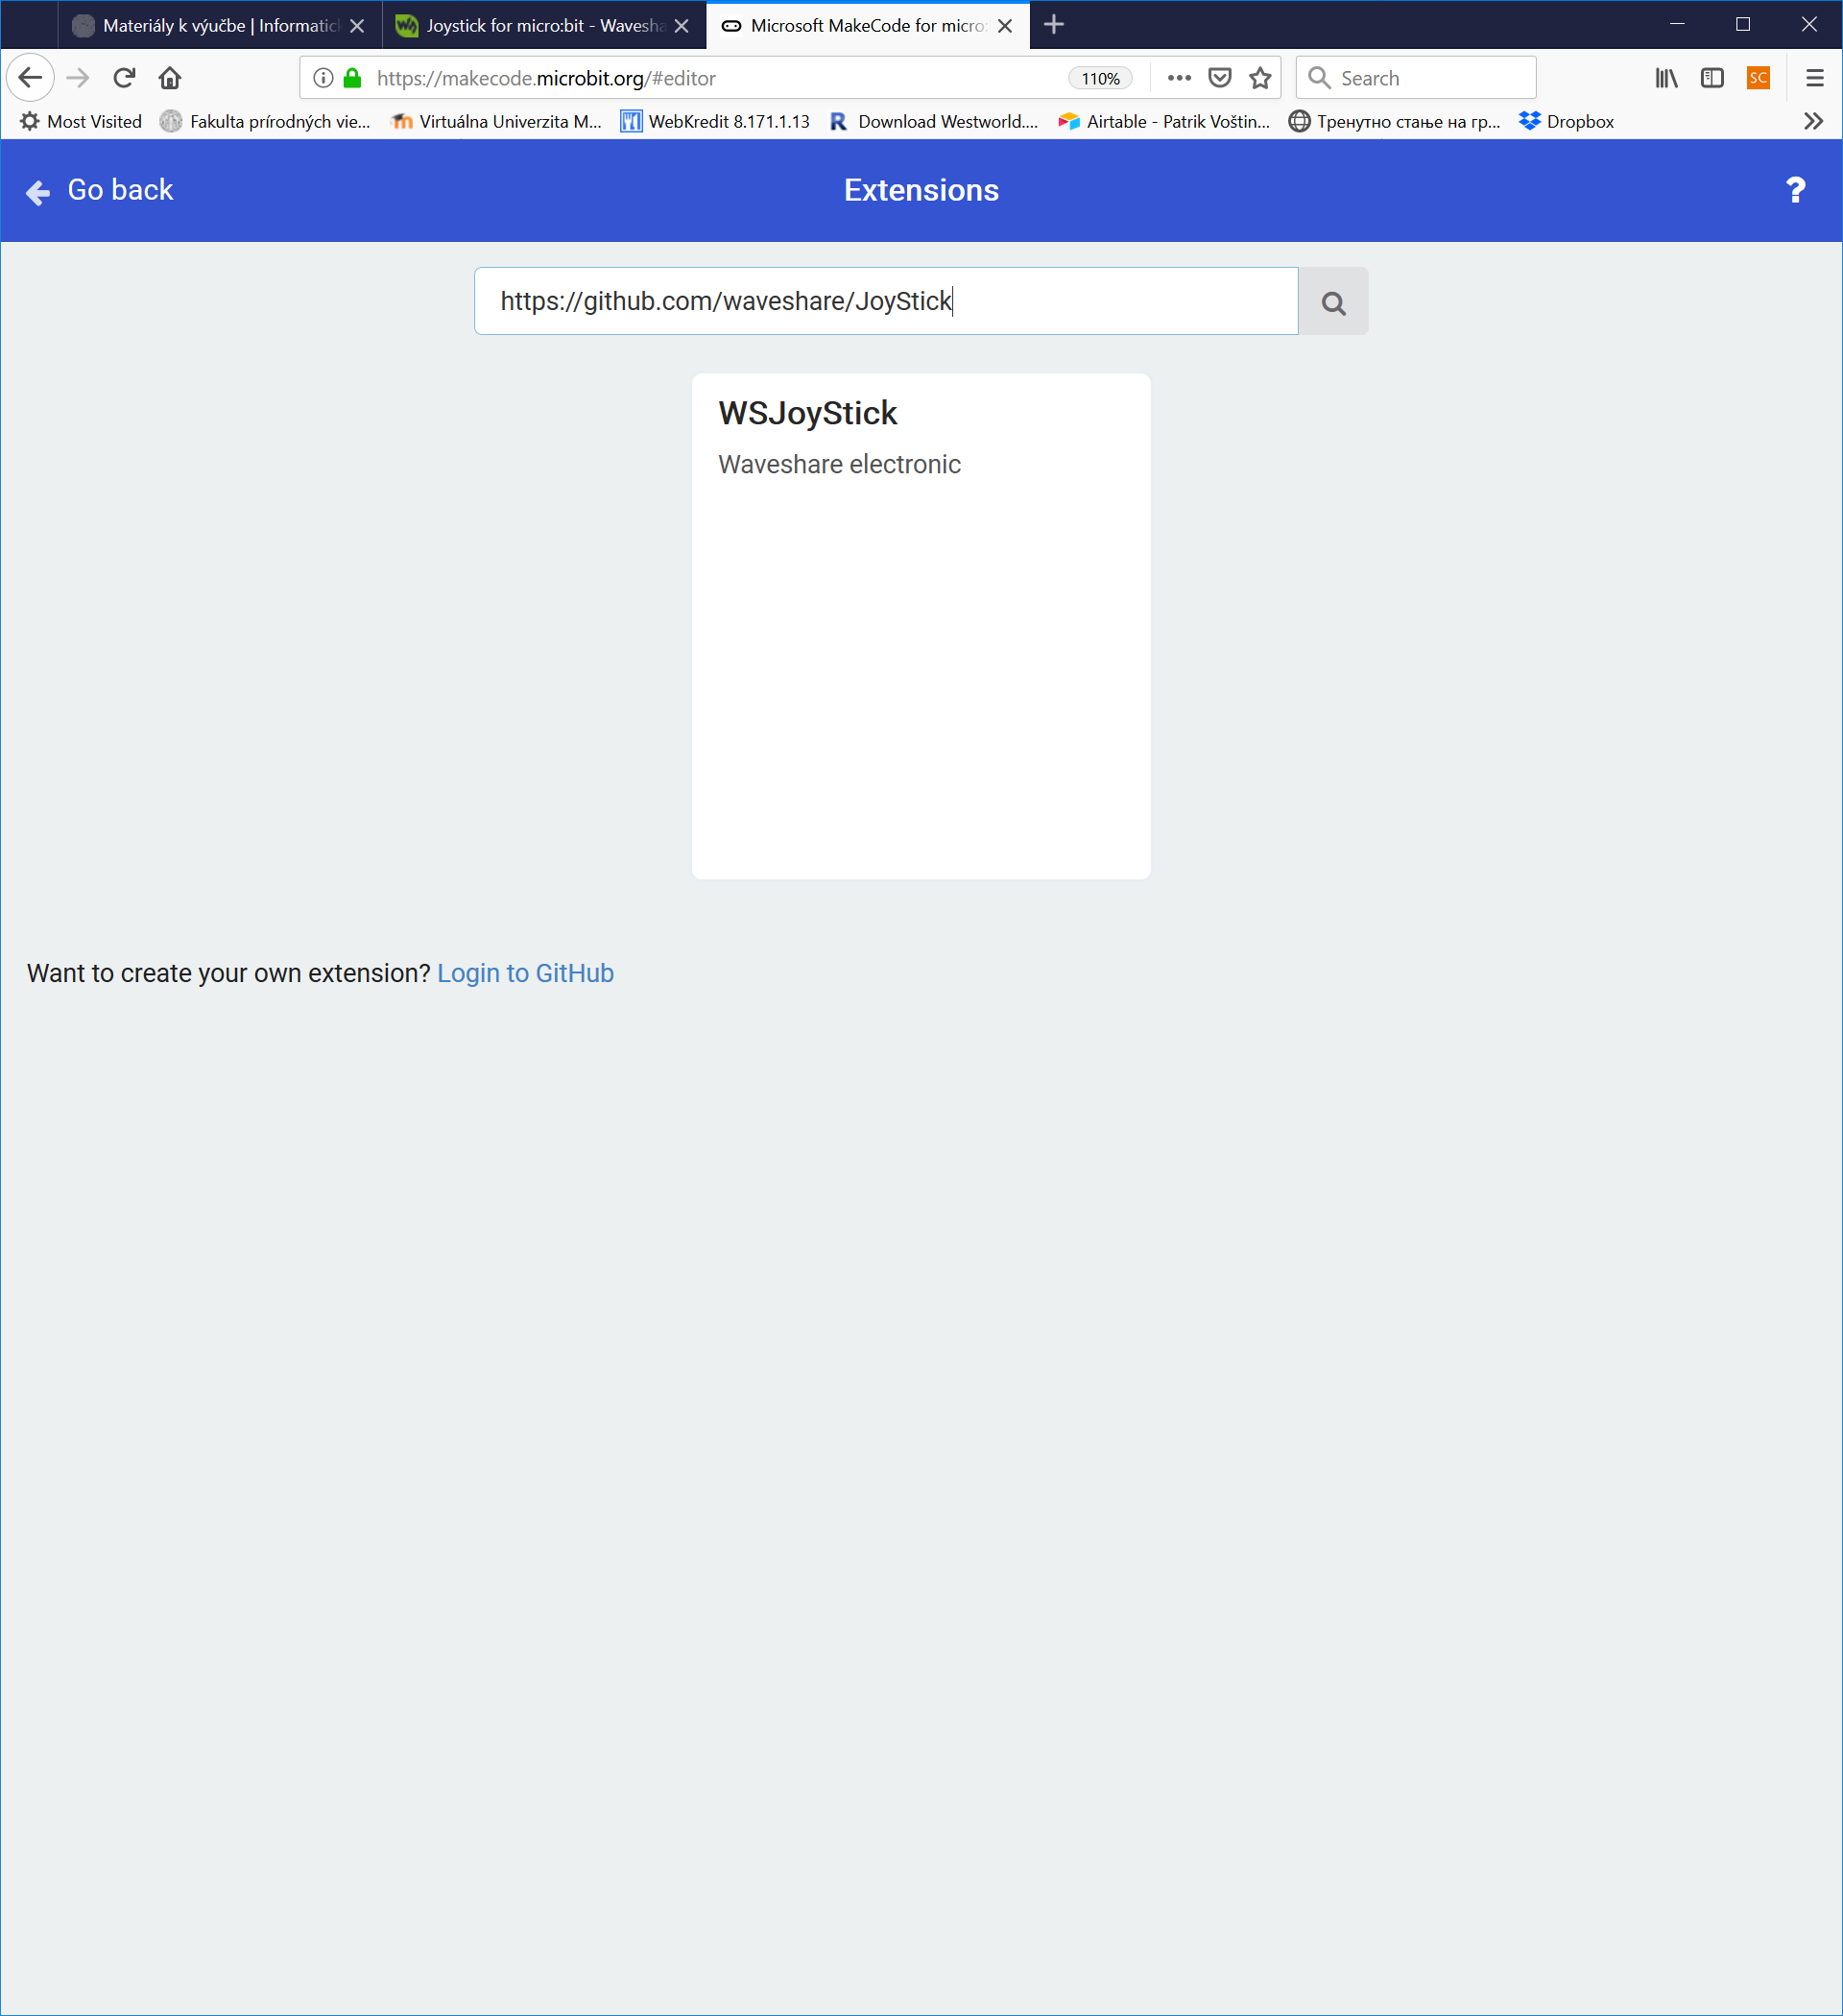 Materiály k výučbe | Informatic
Joystick for micro:bit - Wavesha
Microsoft MakeCode for micro:
https://makecode.microbit.org/#editor
110%
Search
SC
Most Visited
Fakulta prírodných vie...
Virtuálna Univerzita M...
WebKredit 8.171.1.13
R Download Westworld....
Airtable - Patrik Voštin...
Тренутно стање на гр...
Dropbox
Go back
Extensions
?
https://github.com/waveshare/JoyStick
WSJoyStick
Waveshare electronic
Want to create your own extension? Login to GitHub